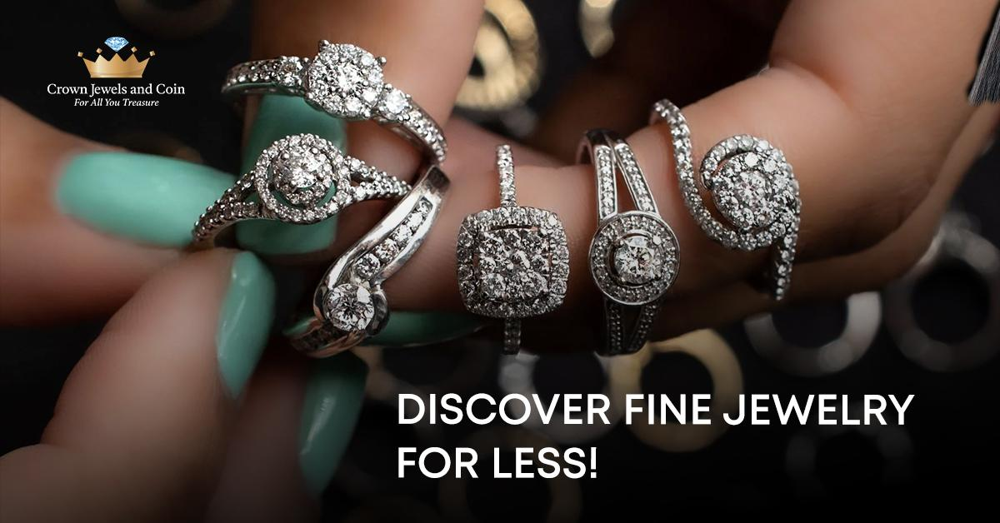 Crown Jewels and Coin
For All You Treasure
DISCOVER FINE JEWELRY
FOR LESS!